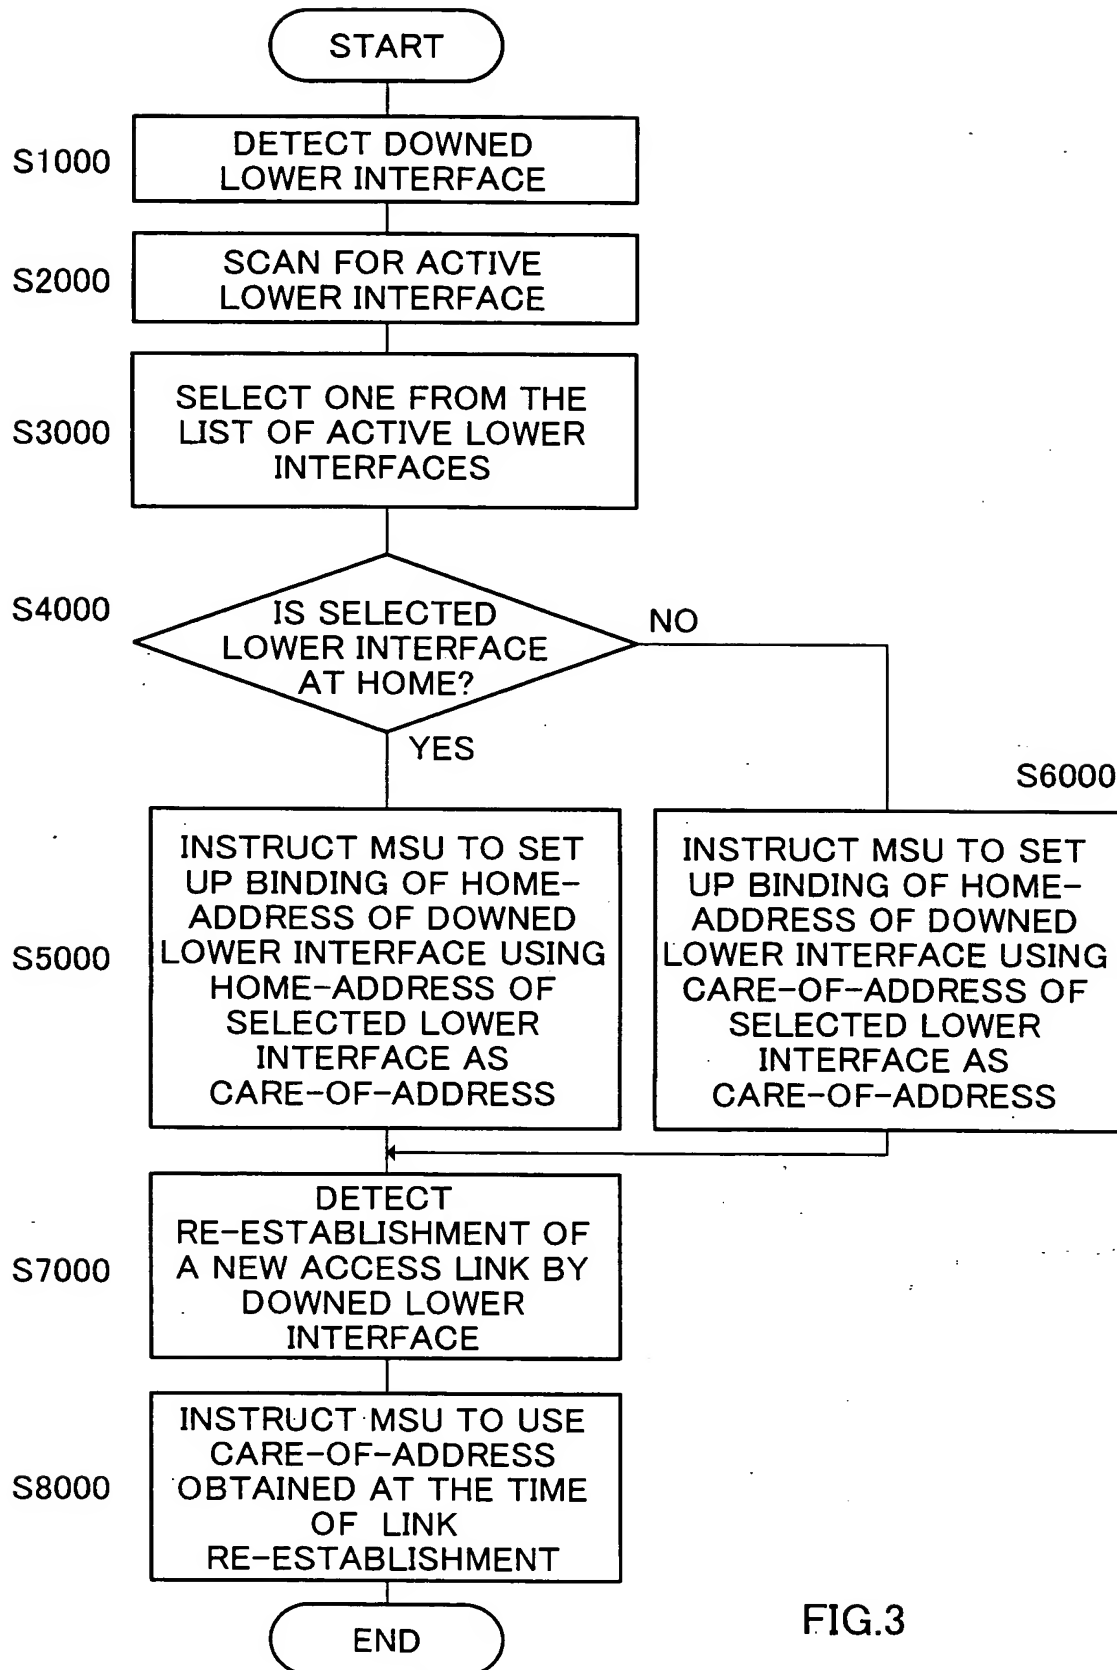 START
S1000
DETECT DOWNED
LOWER INTERFACE
S2000
SCAN FOR ACTIVE
LOWER INTERFACE
S3000
SELECT ONE FROM THE
LIST OF ACTIVE LOWER
INTERFACES
S4000
IS SELECTED
LOWER INTERFACE
AT HOME?
NO
YES
S5000
INSTRUCT MSU TO SET
UP BINDING OF HOME-
ADDRESS OF DOWNED
LOWER INTERFACE USING
HOME-ADDRESS OF
SELECTED LOWER
INTERFACE AS
CARE-OF-ADDRESS
S6000
INSTRUCT MSU TO SET
UP BINDING OF HOME-
ADDRESS OF DOWNED
LOWER INTERFACE USING
CARE-OF-ADDRESS OF
SELECTED LOWER
INTERFACE AS
CARE-OF-ADDRESS
S7000
DETECT
RE-ESTABLISHMENT OF
A NEW ACCESS LINK BY
DOWNED LOWER
INTERFACE
S8000
INSTRUCT MSU TO USE
CARE-OF-ADDRESS
OBTAINED AT THE TIME
OF LINK
RE-ESTABLISHMENT
END
FIG.3